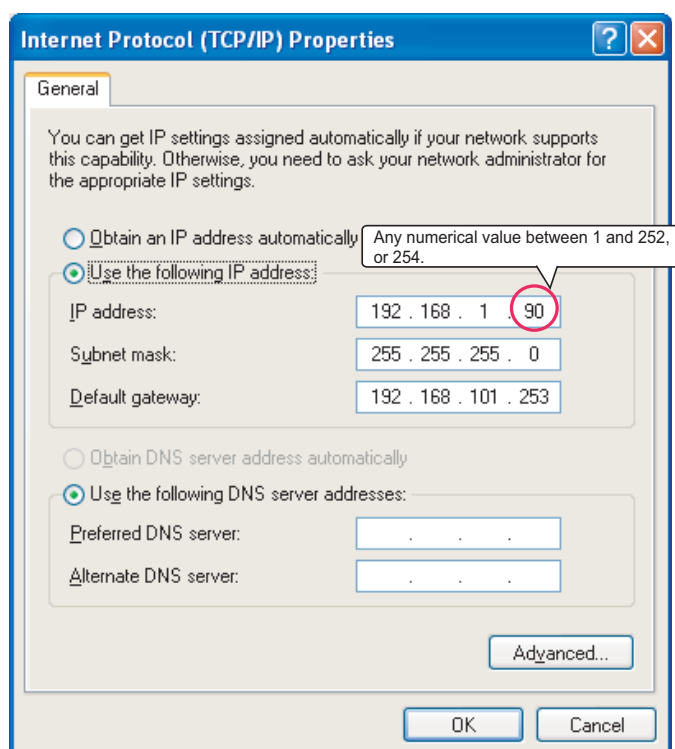 Internet Protocol (TCP/IP) Properties
General
You can get IP settings assigned automatically if your network supports
this capability. Otherwise, you need to ask your network administrator for
the appropriate IP settings.
Obtain an IP address automatically
Any numerical value between 1 and 252,
or 254.
Use the following IP address:
IP address: 192 . 168 . 1 . 90
Subnet mask: 255 . 255 . 255 . 0
Default gateway: 192 . 168 . 101 . 253
Obtain DNS server address automatically
Use the following DNS server addresses:
Preferred DNS server: . . .
Alternate DNS server: . . .
Advanced...
OK Cancel